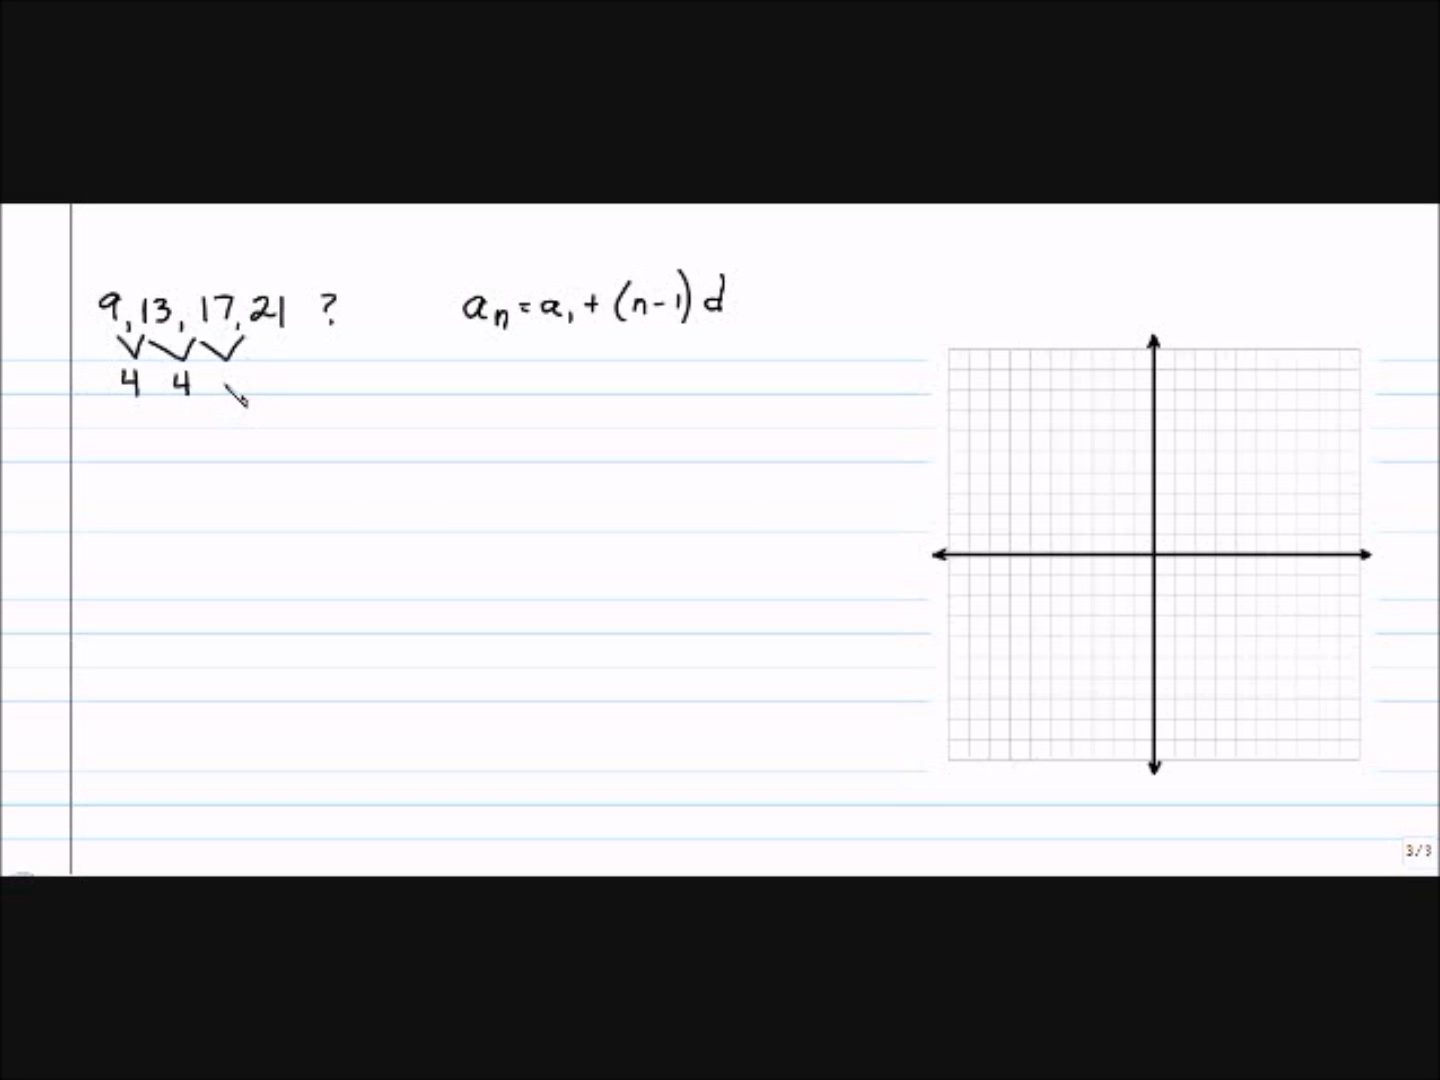 9, 13, 17, 21 ? aₙ = a₁ + (n-1) d
4 4
3/3